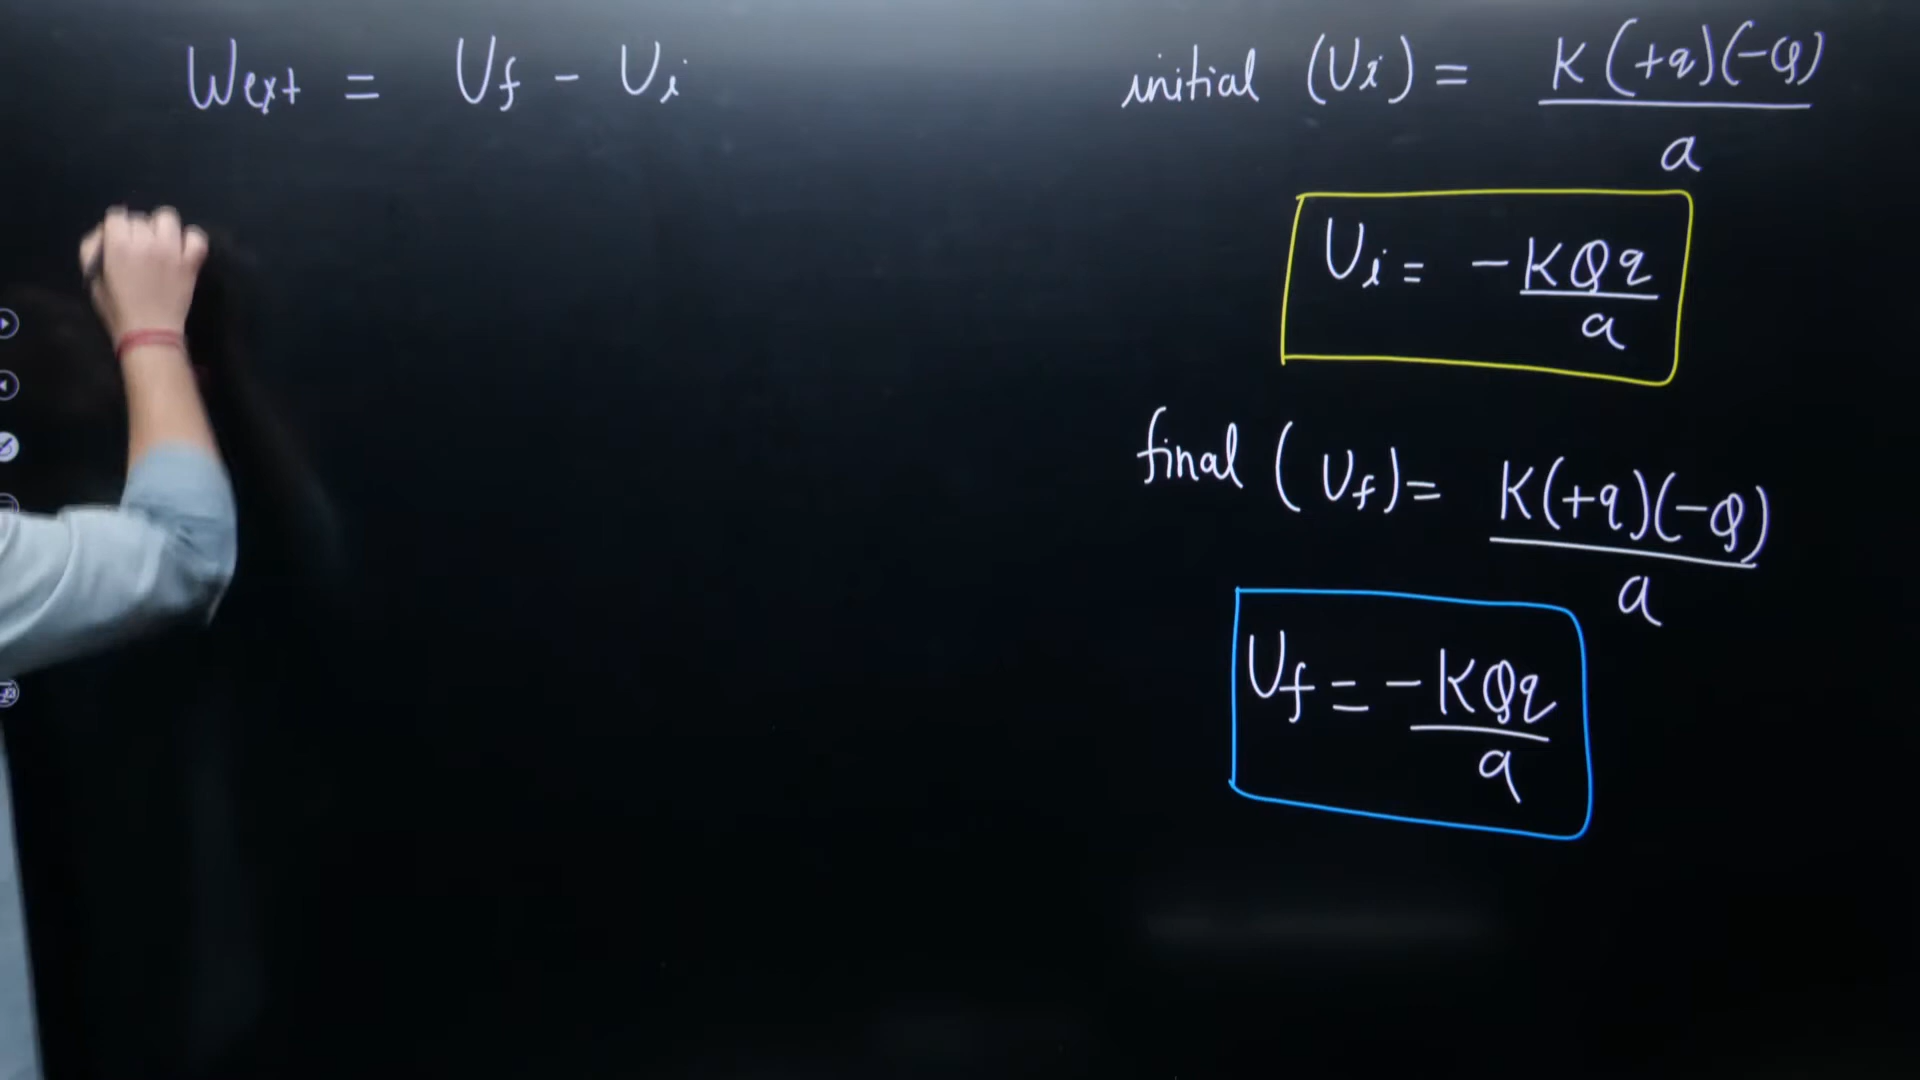 Wext = Uf - Ui
initial (Ui) = K(+q)(-Q)
a
Ui = -KQq
a
final (Uf) = K(+q)(-Q)
a
Uf = -KQq
a